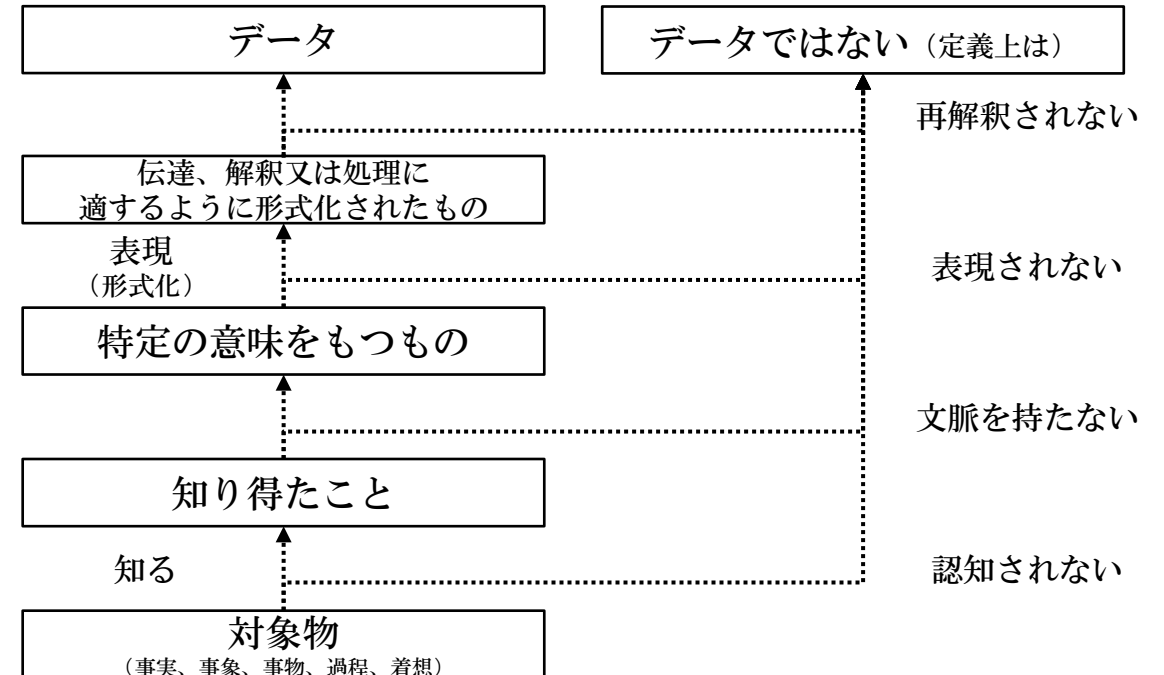 データ
データではない（定義上は）
再解釈されない
伝達、解釈又は処理に
適するように形式化されたもの
表現
（形式化）
表現されない
特定の意味をもつもの
文脈を持たない
知り得たこと
知る
認知されない
対象物
（事実、事象、事物、過程、着想）